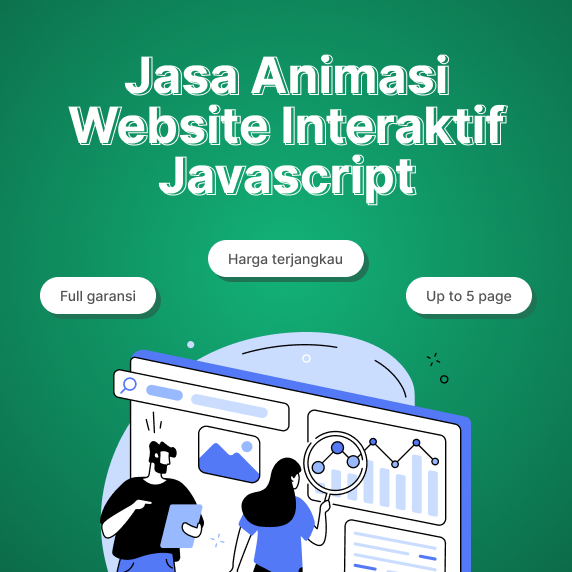 Jasa Animasi
Website Interaktif
Javascript
Harga terjangkau
Full garansi
Up to 5 page